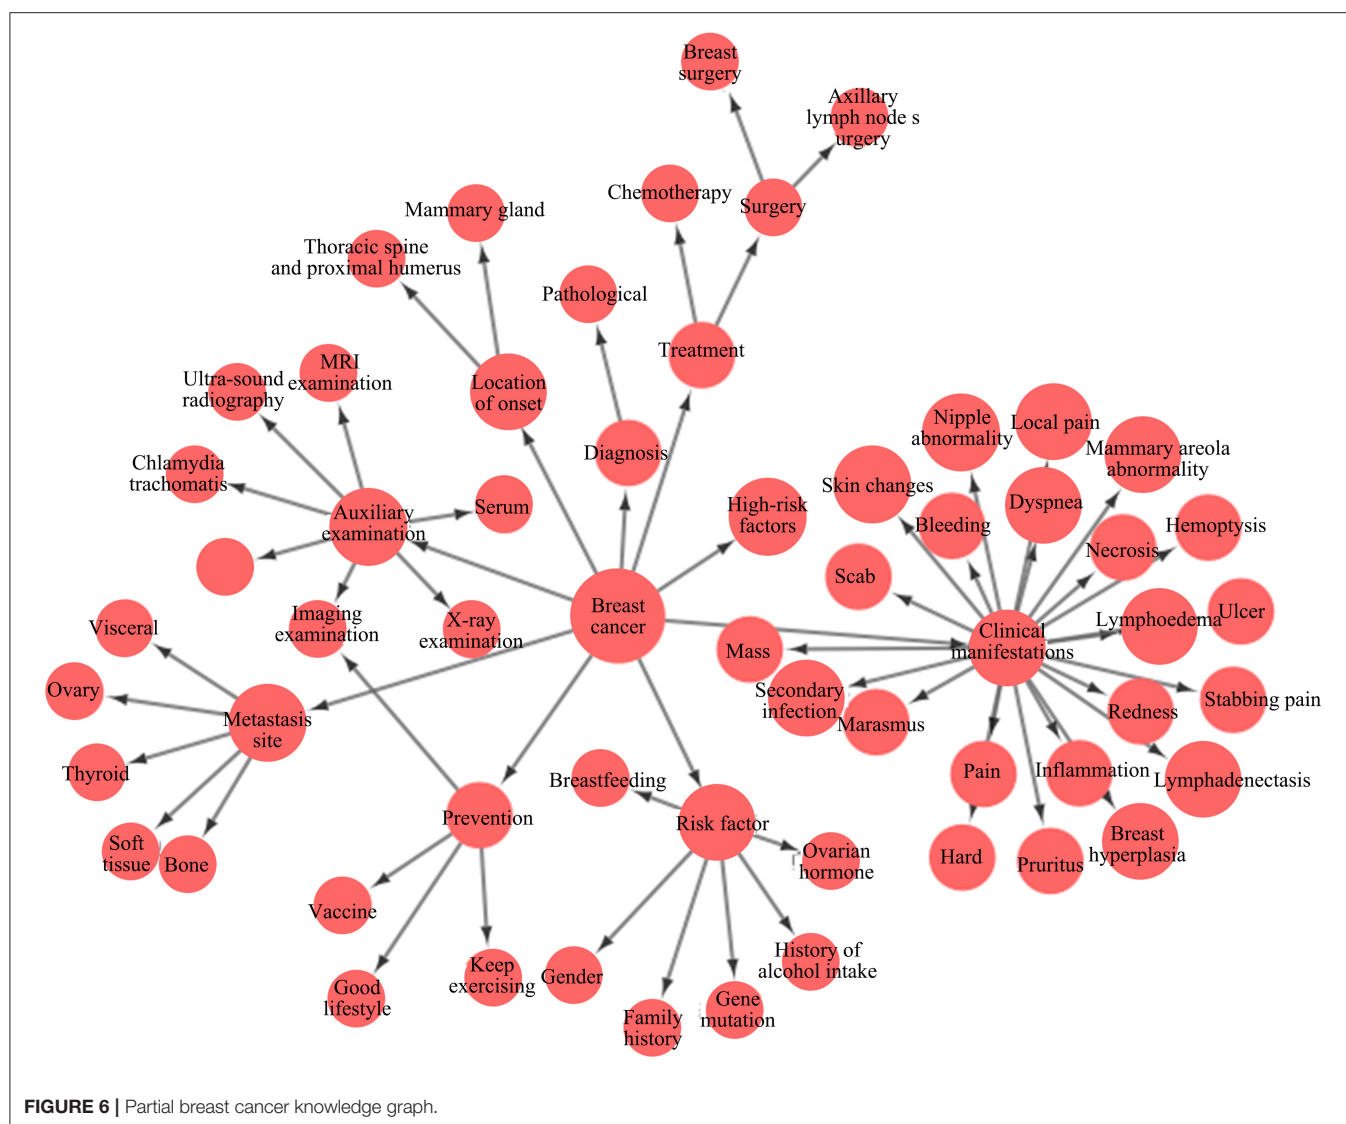 Breast
surgery
Axillary
lymph node s
urgery
Chemotherapy
Surgery
Mammary gland
Thoracic spine
and proximal humerus
Pathological
Treatment
MRI
examination
Ultra-sound
radiography
Location
of onset
Diagnosis
Chlamydia
trachomatis
Auxiliary
examination
Serum
High-risk
factors
Nipple
abnormality
Local pain
Mammary areola
abnormality
Skin changes
Bleeding
Dyspnea
Necrosis
Hemoptysis
Scab
Lymphoedema
Ulcer
Breast
cancer
Clinical
manifestations
Imaging
examination
X-ray
examination
Mass
Secondary
infection
Marasmus
Redness
Stabbing pain
Visceral
Ovary
Metastasis
site
Thyroid
Soft
tissue
Bone
Prevention
Breastfeeding
Risk factor
Ovarian
hormone
Pain
Inflammation
Lymphadenectasis
Hard
Pruritus
Breast
hyperplasia
Vaccine
Good
lifestyle
Keep
exercising
Gender
Family
history
Gene
mutation
History of
alcohol intake
FIGURE 6 | Partial breast cancer knowledge graph.